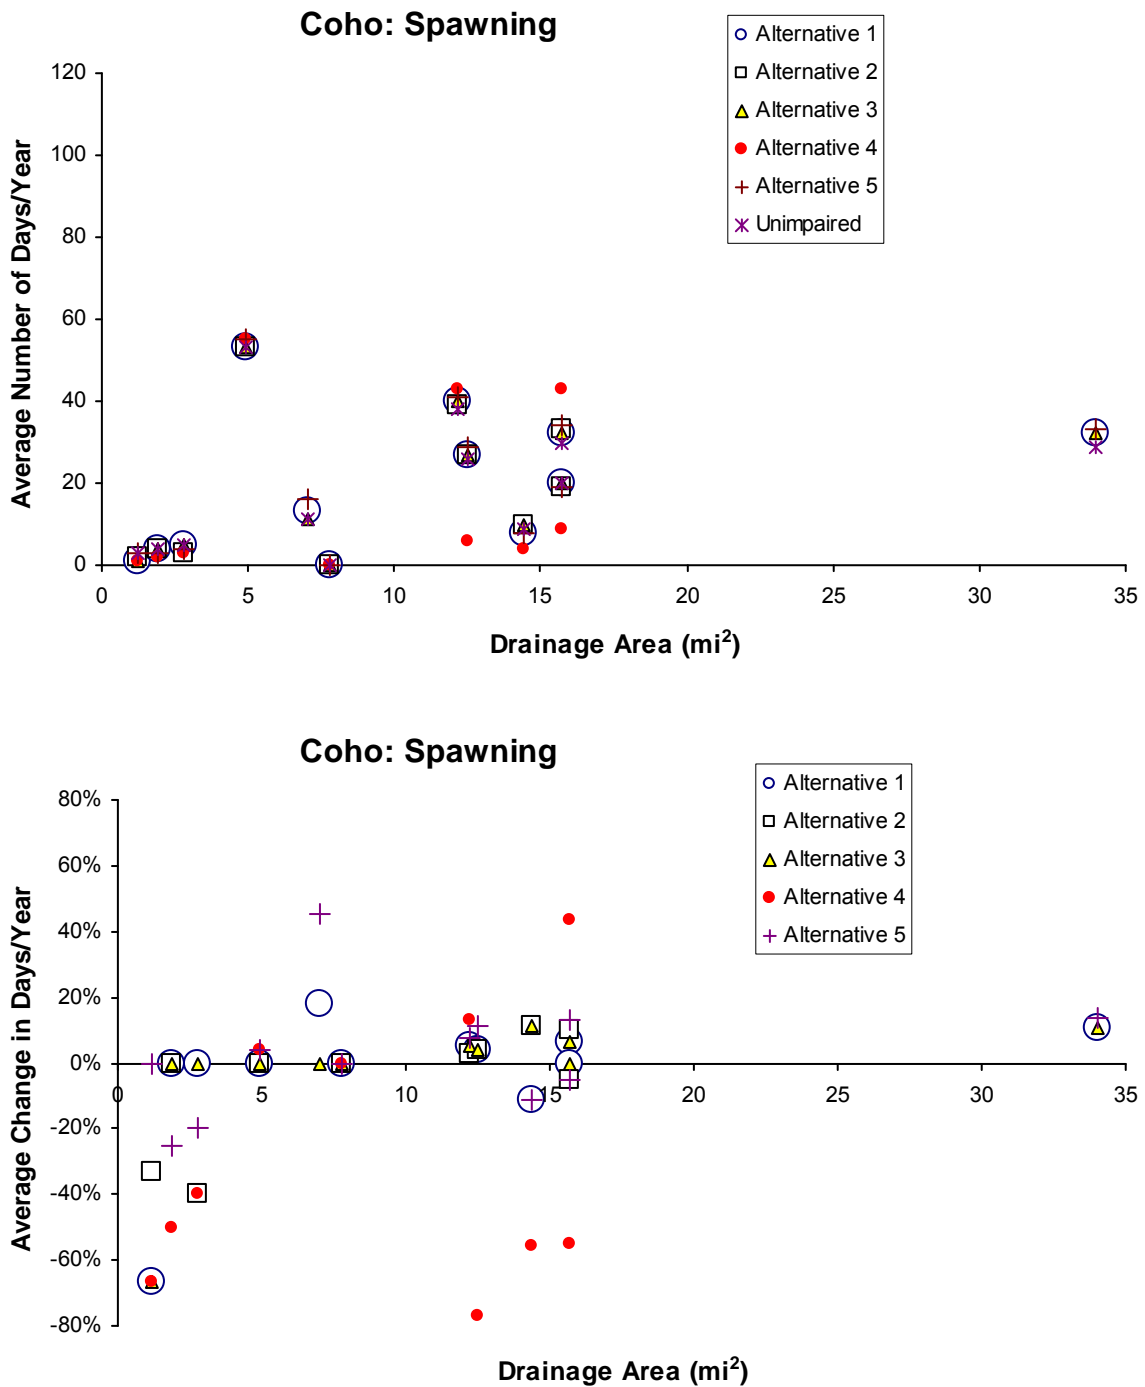 Coho: Spawning
Alternative 1
Alternative 2
Alternative 3
Alternative 4
Alternative 5
Unimpaired
Average Number of Days/Year
120
100
80
60
40
20
0
0 5 10 15 20 25 30 35
Drainage Area (mi²)
Coho: Spawning
Alternative 1
Alternative 2
Alternative 3
Alternative 4
Alternative 5
Average Change in Days/Year
80%
60%
40%
20%
0%
-20%
-40%
-60%
-80%
0 5 10 15 20 25 30 35
Drainage Area (mi²)